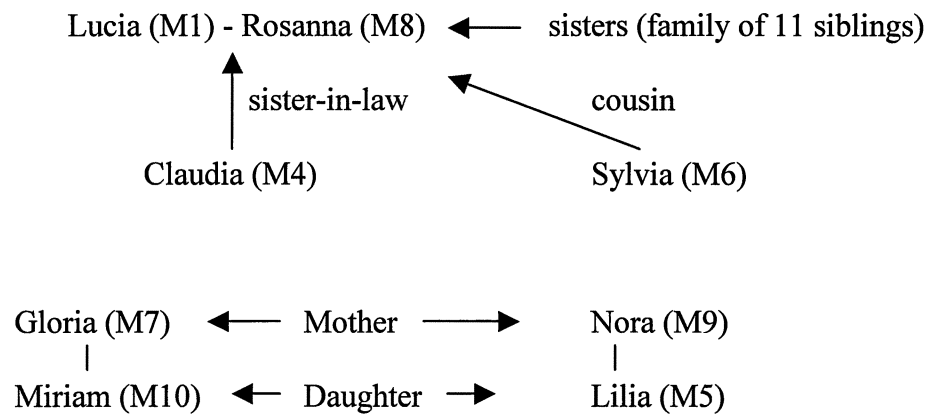 Lucia (M1) - Rosanna (M8) sisters (family of 11 siblings)
sister-in-law cousin
Claudia (M4) Sylvia (M6)
Gloria (M7) Mother Nora (M9)
Miriam (M10) Daughter Lilia (M5)